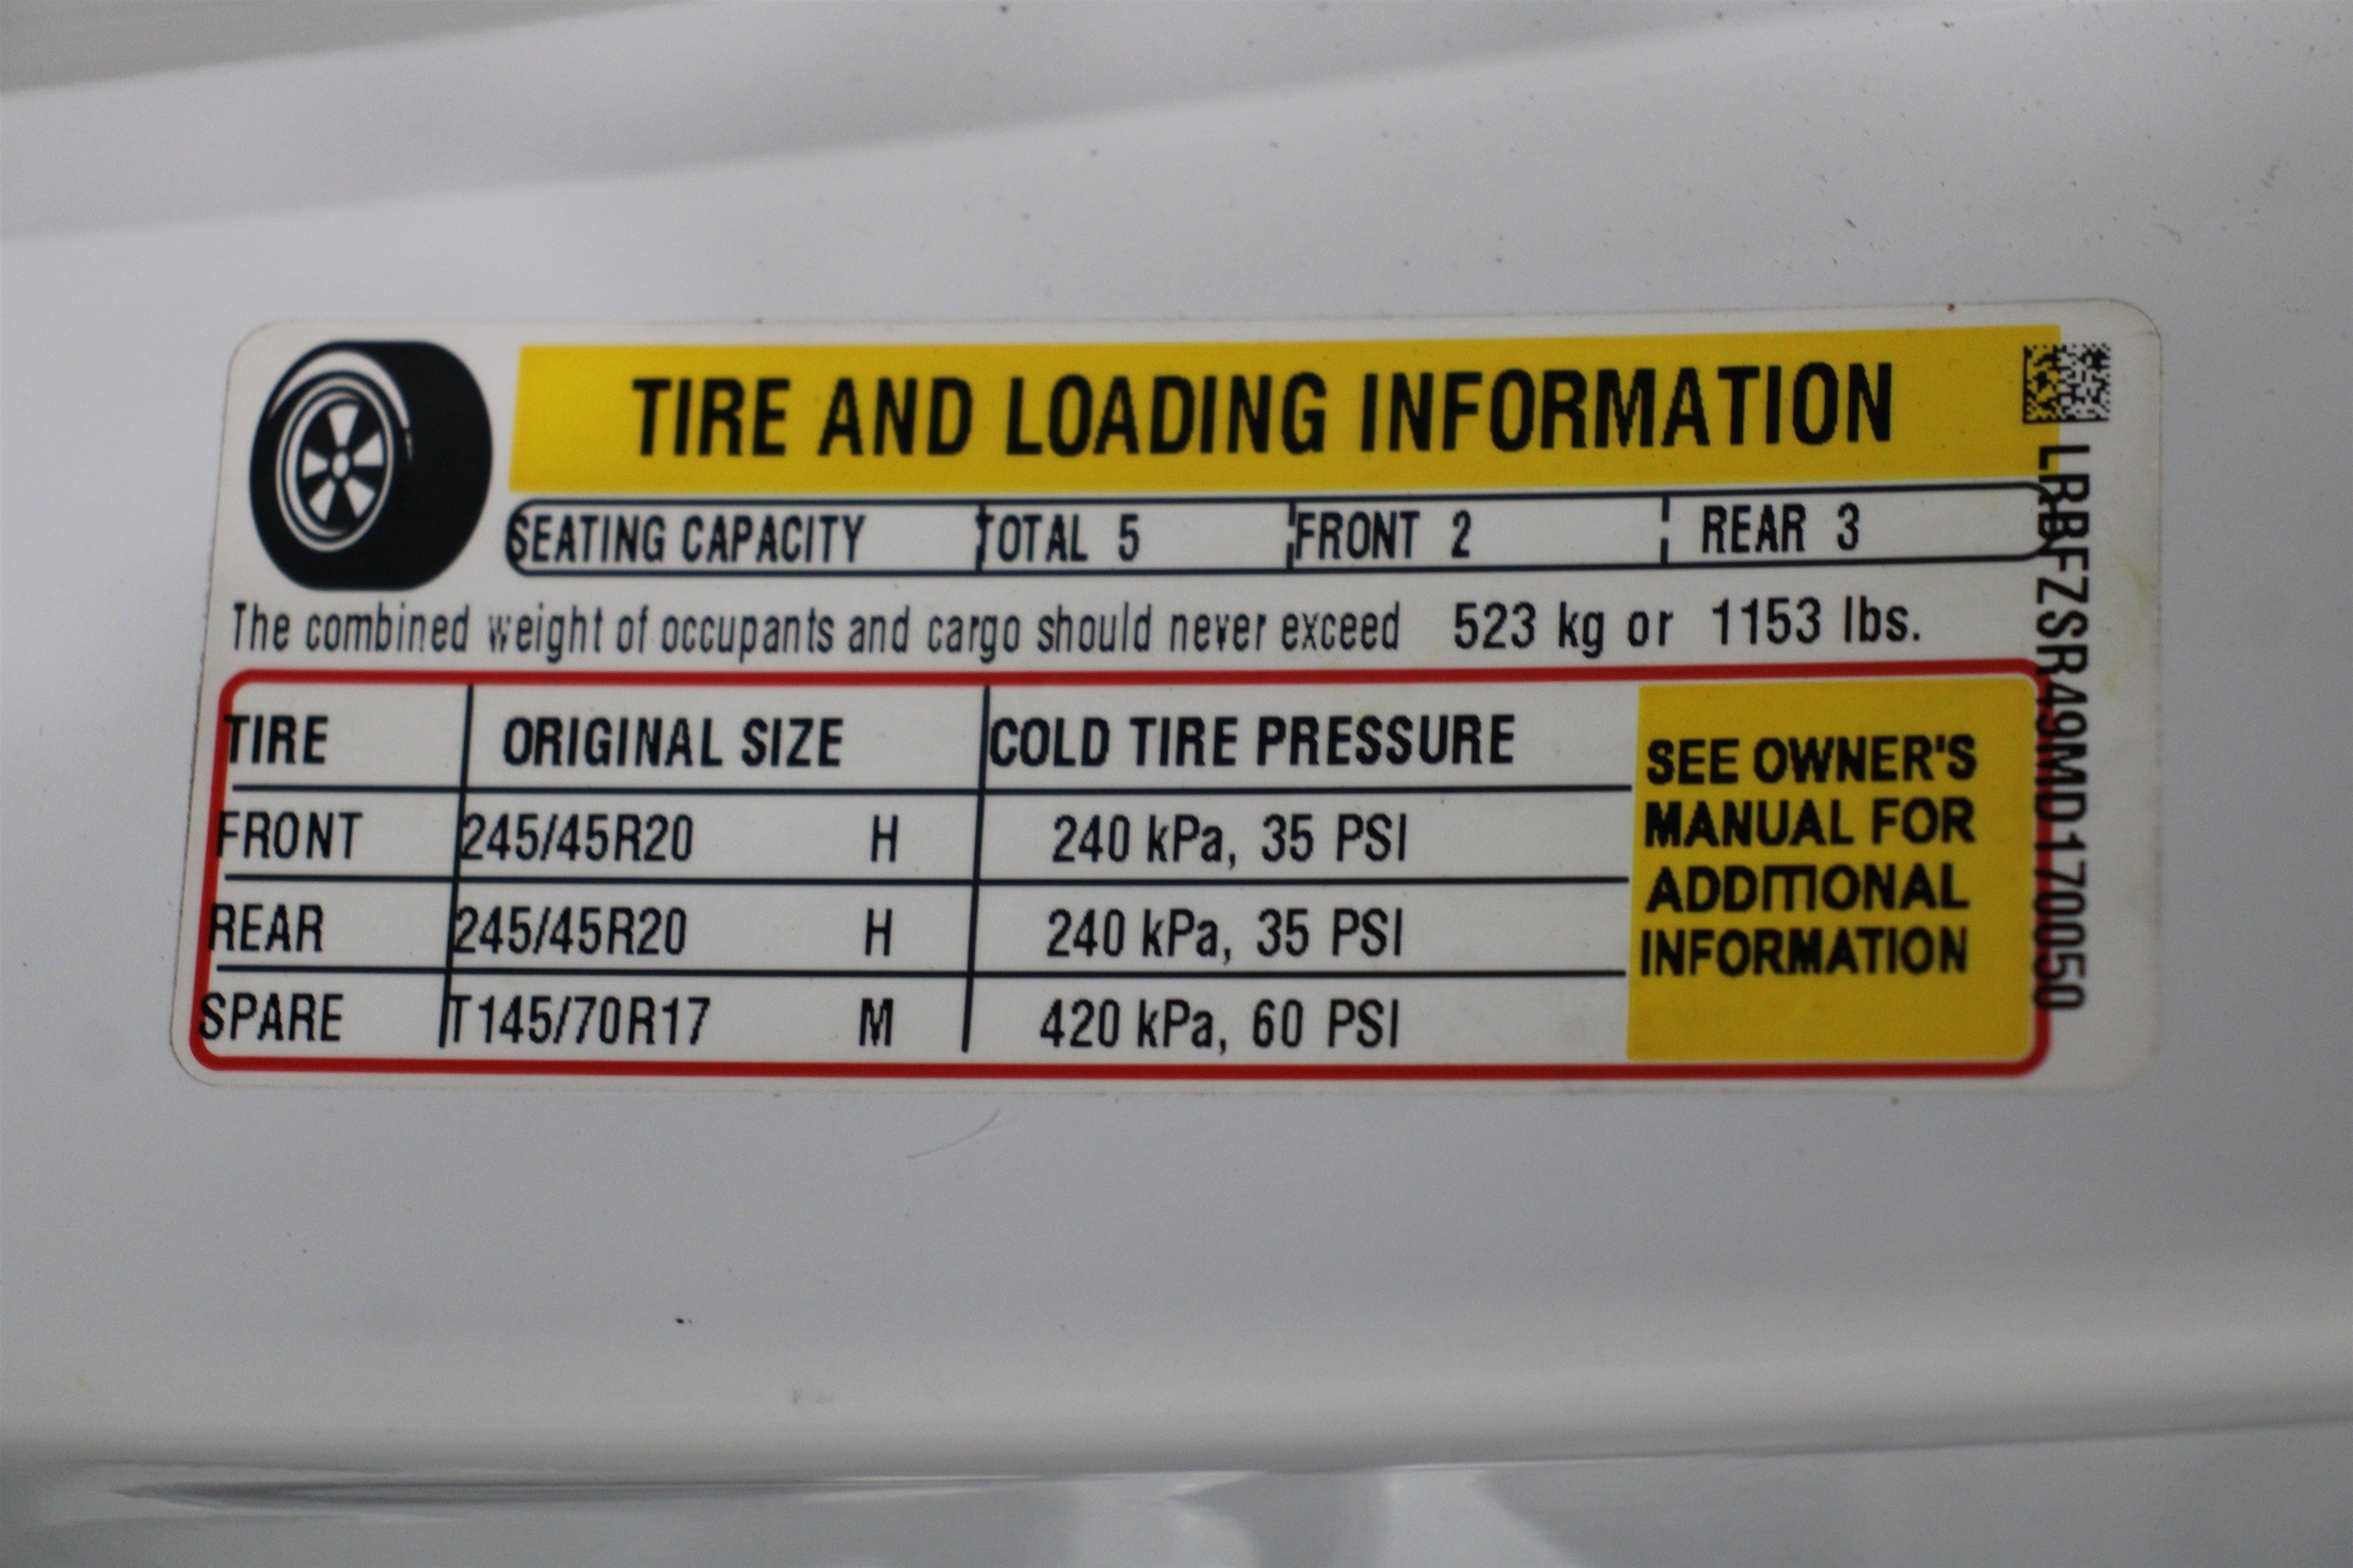 TIRE AND LOADING INFORMATION
SEATING CAPACITY TOTAL 5 FRONT 2 REAR 3
The combined weight of occupants and cargo should never exceed 523 kg or 1153 lbs.
TIRE ORIGINAL SIZE COLD TIRE PRESSURE
FRONT 245/45R20 H 240 kPa, 35 PSI
REAR 245/45R20 H 240 kPa, 35 PSI
SPARE T145/70R17 M 420 kPa, 60 PSI
SEE OWNER'S
MANUAL FOR
ADDITIONAL
INFORMATION
LRBFZSR49MD170050